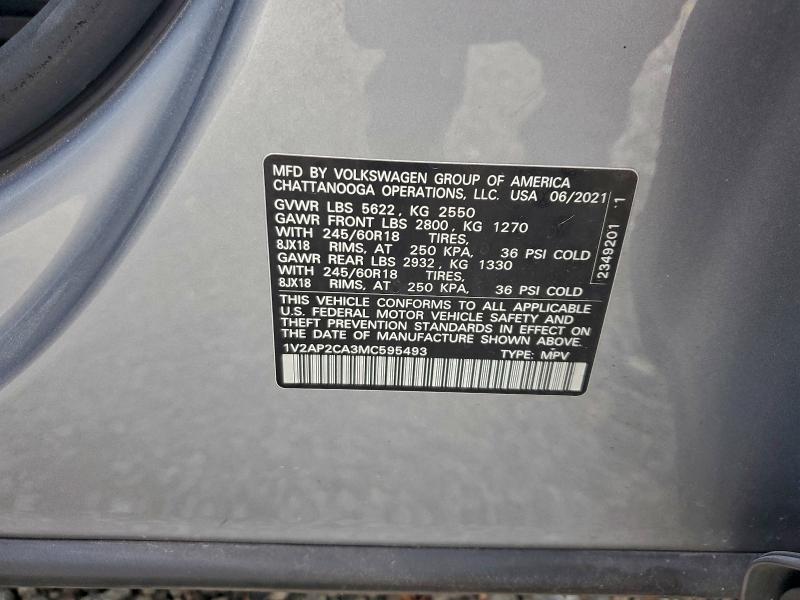 MFD BY VOLKSWAGEN GROUP OF AMERICA
CHATTANOOGA OPERATIONS, LLC. USA 06/2021
GVWR LBS 5622, KG 2550
GAWR FRONT LBS 2800, KG 1270
WITH 245/60R18 TIRES,
8JX18 RIMS, AT 250 KPA, 36 PSI COLD
GAWR REAR LBS 2932, KG 1330
WITH 245/60R18 TIRES,
8JX18 RIMS, AT 250 KPA, 36 PSI COLD
THIS VEHICLE CONFORMS TO ALL APPLICABLE
U.S. FEDERAL MOTOR VEHICLE SAFETY AND
THEFT PREVENTION STANDARDS IN EFFECT ON
THE DATE OF MANUFACTURE SHOWN ABOVE.
1V2AP2CA3MC595493 TYPE: MPV
2349201 1